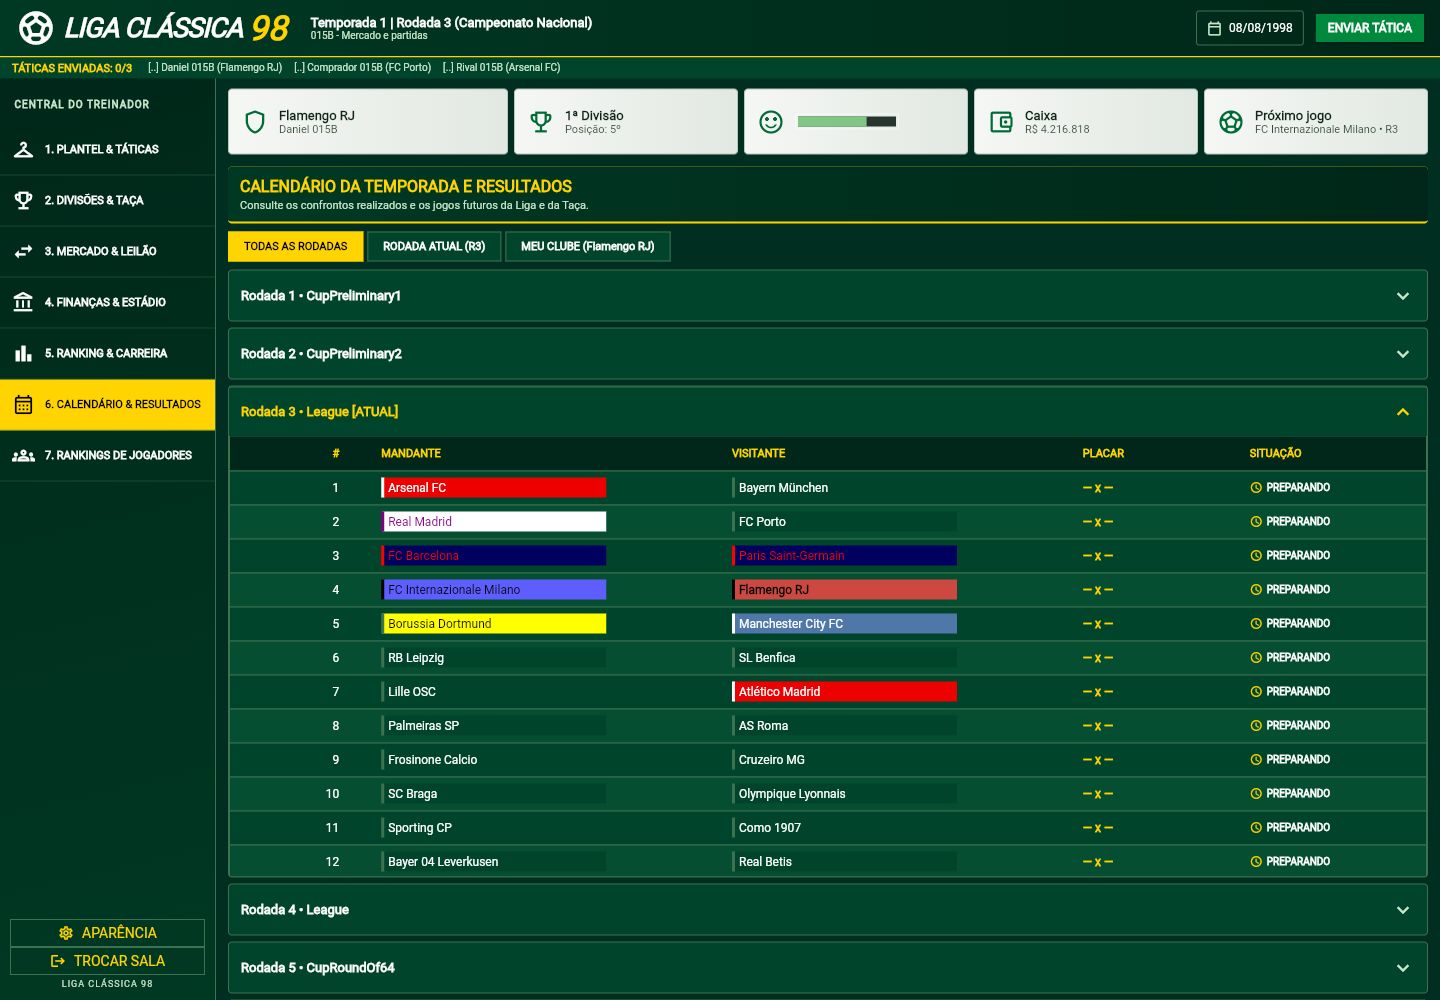 LIGA CLÁSSICA 98
Temporada 1 | Rodada 3 (Campeonato Nacional)
015B - Mercado e partidas
08/08/1998
ENVIAR TÁTICA
TÁTICAS ENVIADAS: 0/3 [..] Daniel 015B (Flamengo RJ) [..] Comprador 015B (FC Porto) [..] Rival 015B (Arsenal FC)
CENTRAL DO TREINADOR
1. PLANTEL & TÁTICAS
2. DIVISÕES & TAÇA
3. MERCADO & LEILÃO
4. FINANÇAS & ESTÁDIO
5. RANKING & CARREIRA
6. CALENDÁRIO & RESULTADOS
7. RANKINGS DE JOGADORES
APARÊNCIA
TROCAR SALA
LIGA CLÁSSICA 98
Flamengo RJ
Daniel 015B
1ª Divisão
Posição: 5º
Caixa
R$ 4.216.818
Próximo jogo
FC Internazionale Milano • R3
CALENDÁRIO DA TEMPORADA E RESULTADOS
Consulte os confrontos realizados e os jogos futuros da Liga e da Taça.
TODAS AS RODADAS RODADA ATUAL (R3) MEU CLUBE (Flamengo RJ)
Rodada 1 • CupPreliminary1
Rodada 2 • CupPreliminary2
Rodada 3 • League [ATUAL]
# MANDANTE VISITANTE PLACAR SITUAÇÃO
1 Arsenal FC Bayern München — x — PREPARANDO
2 Real Madrid FC Porto — x — PREPARANDO
3 FC Barcelona Paris Saint-Germain — x — PREPARANDO
4 FC Internazionale Milano Flamengo RJ — x — PREPARANDO
5 Borussia Dortmund Manchester City FC — x — PREPARANDO
6 RB Leipzig SL Benfica — x — PREPARANDO
7 Lille OSC Atlético Madrid — x — PREPARANDO
8 Palmeiras SP AS Roma — x — PREPARANDO
9 Frosinone Calcio Cruzeiro MG — x — PREPARANDO
10 SC Braga Olympique Lyonnais — x — PREPARANDO
11 Sporting CP Como 1907 — x — PREPARANDO
12 Bayer 04 Leverkusen Real Betis — x — PREPARANDO
Rodada 4 • League
Rodada 5 • CupRoundOf64